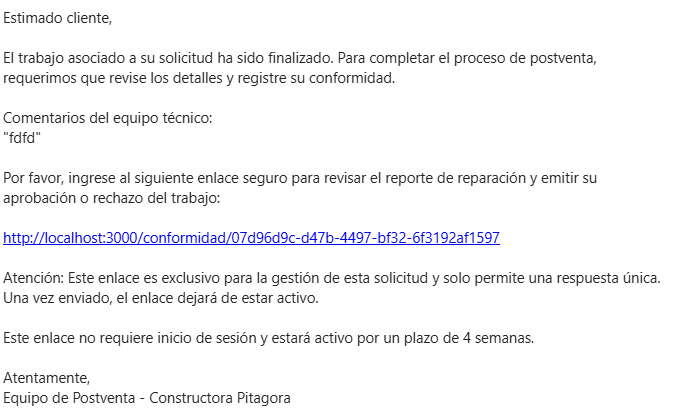 Estimado cliente,
El trabajo asociado a su solicitud ha sido finalizado. Para completar el proceso de postventa,
requerimos que revise los detalles y registre su conformidad.
Comentarios del equipo técnico:
"fdfd"
Por favor, ingrese al siguiente enlace seguro para revisar el reporte de reparación y emitir su
aprobación o rechazo del trabajo:
http://localhost:3000/conformidad/07d96d9c-d47b-4497-bf32-6f3192af1597
Atención: Este enlace es exclusivo para la gestión de esta solicitud y solo permite una respuesta única.
Una vez enviado, el enlace dejará de estar activo.
Este enlace no requiere inicio de sesión y estará activo por un plazo de 4 semanas.
Atentamente,
Equipo de Postventa - Constructora Pitagora